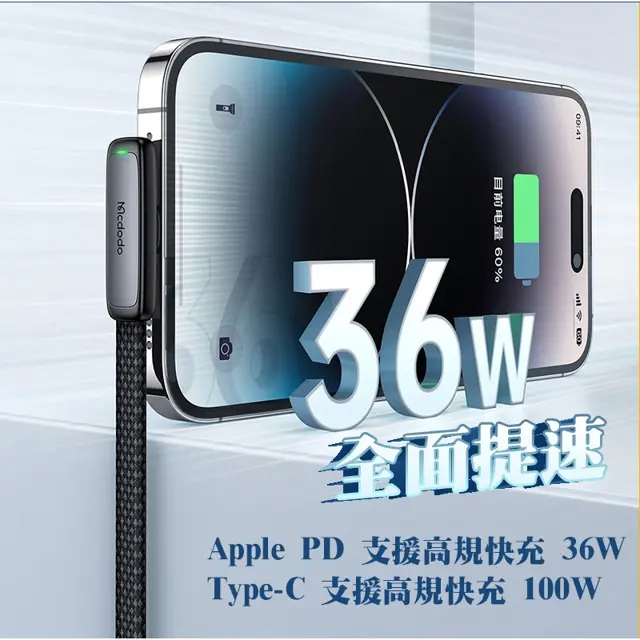 09:41
目前电量 60%
Mcdodo
36W
全面提速
Apple PD 支援高規快充 36W
Type-C 支援高規快充 100W